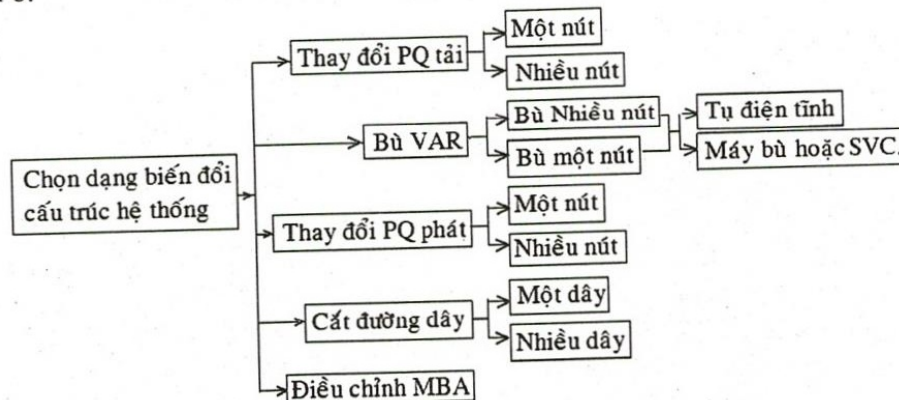 Thay đổi PQ tải
Một nút
Nhiều nút
Bù VAR
Bù Nhiều nút
Bù một nút
Tụ điện tĩnh
Máy bù hoặc SVC.
Chọn dạng biến đổi
cấu trúc hệ thống
Thay đổi PQ phát
Một nút
Nhiều nút
Cắt đường dây
Một dây
Nhiều dây
Điều chỉnh MBA